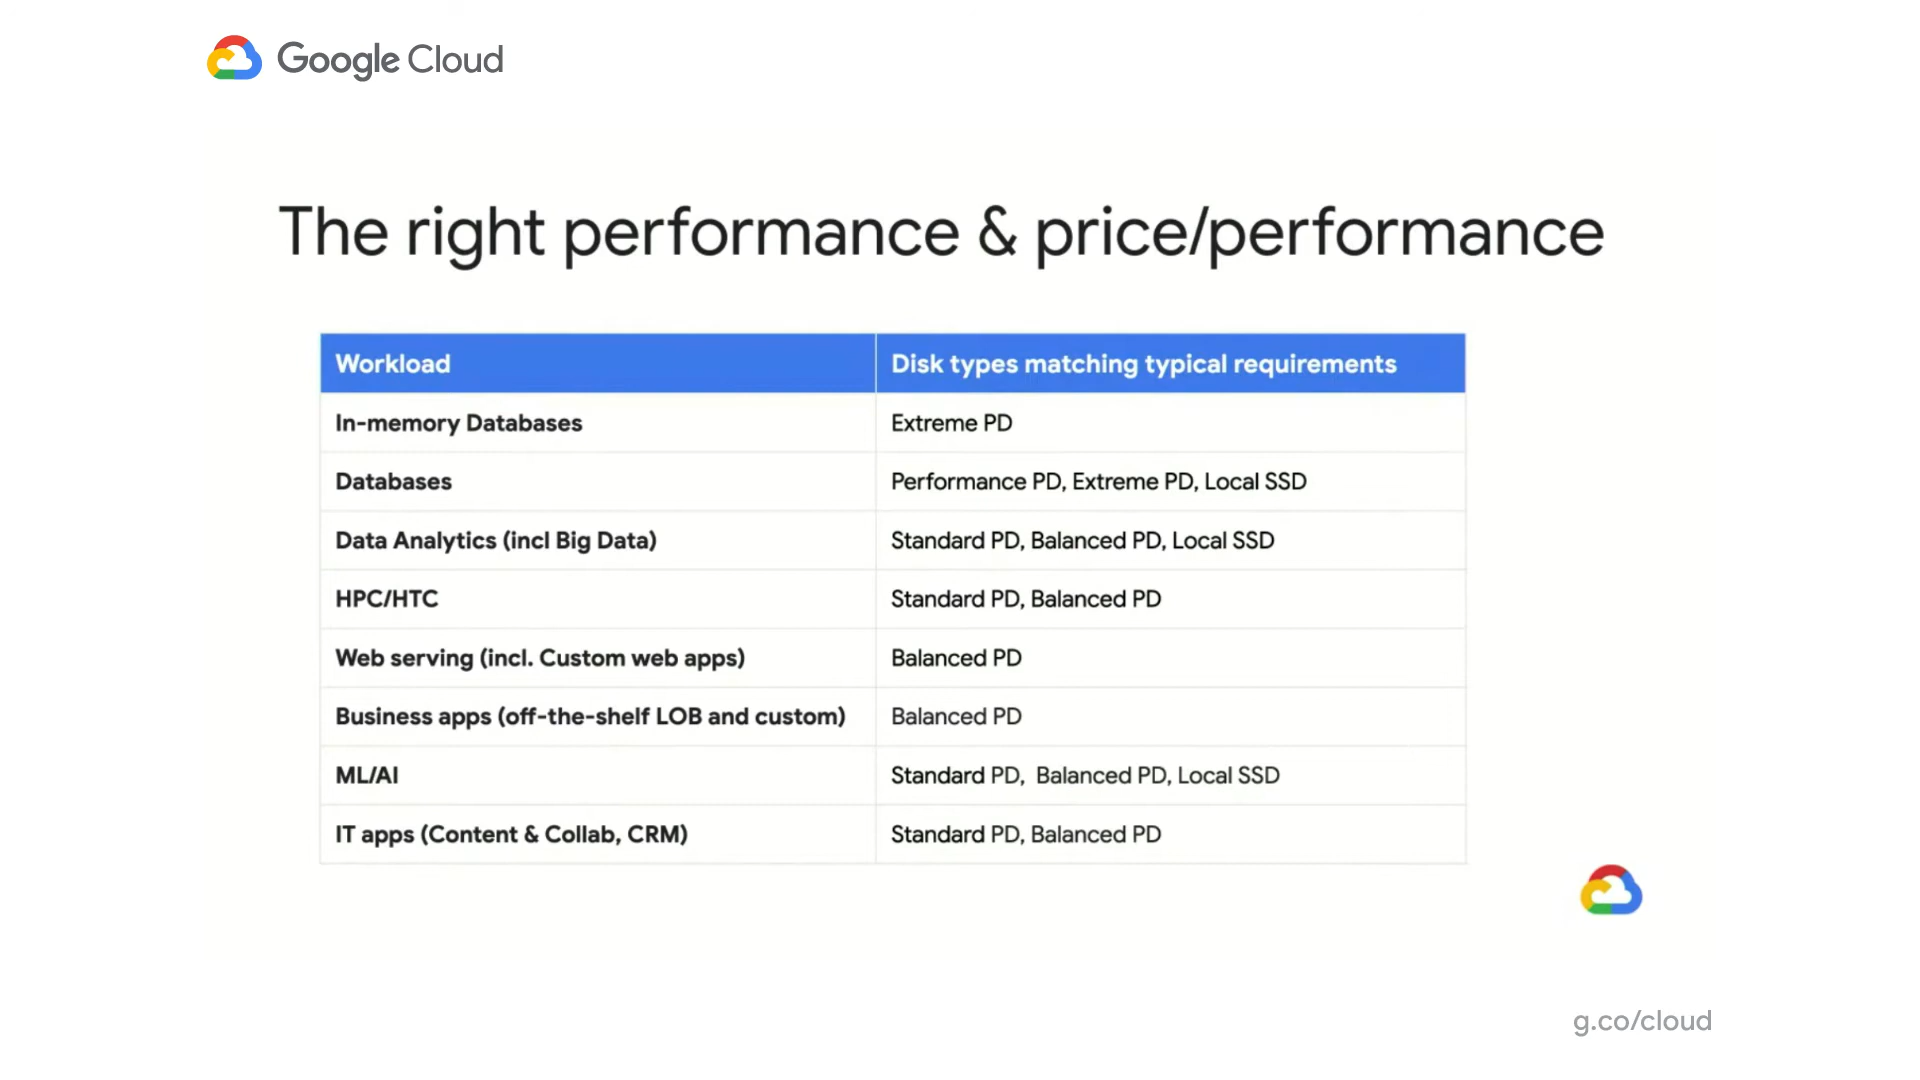 Google Cloud
The right performance & price/performance
Workload
Disk types matching typical requirements
In-memory Databases
Extreme PD
Databases
Performance PD, Extreme PD, Local SSD
Data Analytics (incl Big Data)
Standard PD, Balanced PD, Local SSD
HPC/HTC
Standard PD, Balanced PD
Web serving (incl. Custom web apps)
Balanced PD
Business apps (off-the-shelf LOB and custom)
Balanced PD
ML/AI
Standard PD, Balanced PD, Local SSD
IT apps (Content & Collab, CRM)
Standard PD, Balanced PD
g.co/cloud